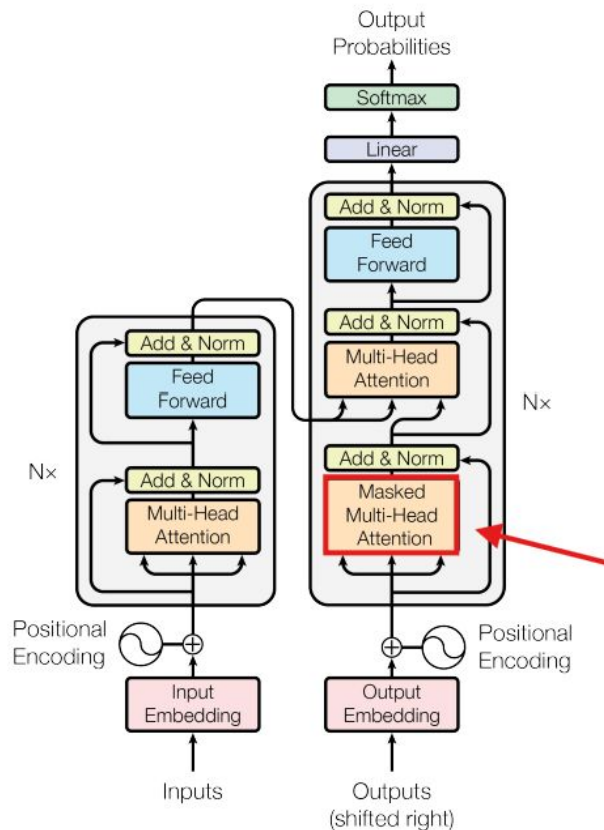 Output
Probabilities
Softmax
Linear
Add & Norm
Feed
Forward
Add & Norm
Multi-Head
Attention
Nx
Add & Norm
Masked
Multi-Head
Attention
Add & Norm
Feed
Forward
Nx
Add & Norm
Multi-Head
Attention
Positional
Encoding
Positional
Encoding
Input
Embedding
Output
Embedding
Inputs
Outputs
(shifted right)